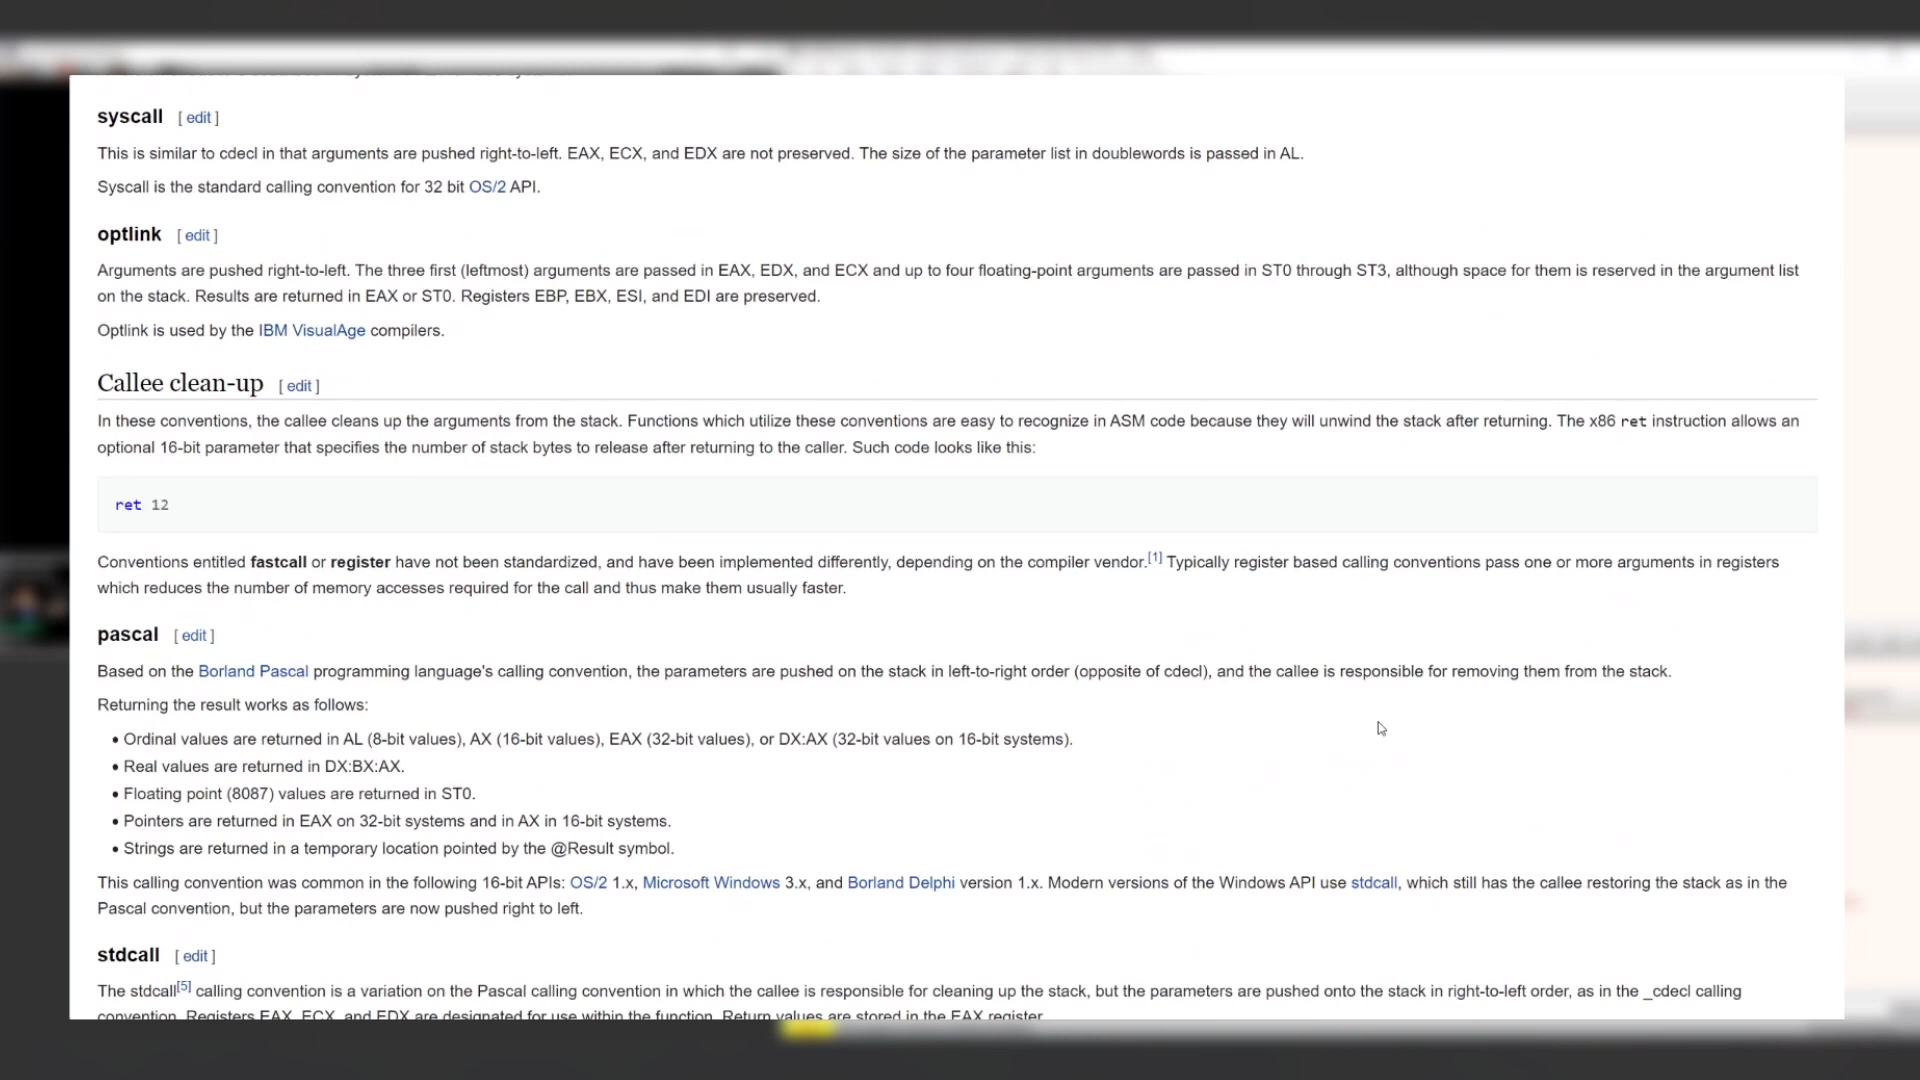 syscall [ edit ]
This is similar to cdecl in that arguments are pushed right-to-left. EAX, ECX, and EDX are not preserved. The size of the parameter list in doublewords is passed in AL.
Syscall is the standard calling convention for 32 bit OS/2 API.
optlink [ edit ]
Arguments are pushed right-to-left. The three first (leftmost) arguments are passed in EAX, EDX, and ECX and up to four floating-point arguments are passed in ST0 through ST3, although space for them is reserved in the argument list
on the stack. Results are returned in EAX or ST0. Registers EBP, EBX, ESI, and EDI are preserved.
Optlink is used by the IBM VisualAge compilers.
Callee clean-up [ edit ]
In these conventions, the callee cleans up the arguments from the stack. Functions which utilize these conventions are easy to recognize in ASM code because they will unwind the stack after returning. The x86 ret instruction allows an
optional 16-bit parameter that specifies the number of stack bytes to release after returning to the caller. Such code looks like this:
ret 12
Conventions entitled fastcall or register have not been standardized, and have been implemented differently, depending on the compiler vendor.[1] Typically register based calling conventions pass one or more arguments in registers
which reduces the number of memory accesses required for the call and thus make them usually faster.
pascal [ edit ]
Based on the Borland Pascal programming language's calling convention, the parameters are pushed on the stack in left-to-right order (opposite of cdecl), and the callee is responsible for removing them from the stack.
Returning the result works as follows:
• Ordinal values are returned in AL (8-bit values), AX (16-bit values), EAX (32-bit values), or DX:AX (32-bit values on 16-bit systems).
• Real values are returned in DX:BX:AX.
• Floating point (8087) values are returned in ST0.
• Pointers are returned in EAX on 32-bit systems and in AX in 16-bit systems.
• Strings are returned in a temporary location pointed by the @Result symbol.
This calling convention was common in the following 16-bit APIs: OS/2 1.x, Microsoft Windows 3.x, and Borland Delphi version 1.x. Modern versions of the Windows API use stdcall, which still has the callee restoring the stack as in the
Pascal convention, but the parameters are now pushed right to left.
stdcall [ edit ]
The stdcall[5] calling convention is a variation on the Pascal calling convention in which the callee is responsible for cleaning up the stack, but the parameters are pushed onto the stack in right-to-left order, as in the _cdecl calling
convention. Registers EAX, ECX, and EDX are designated for use within the function. Return values are stored in the EAX register.